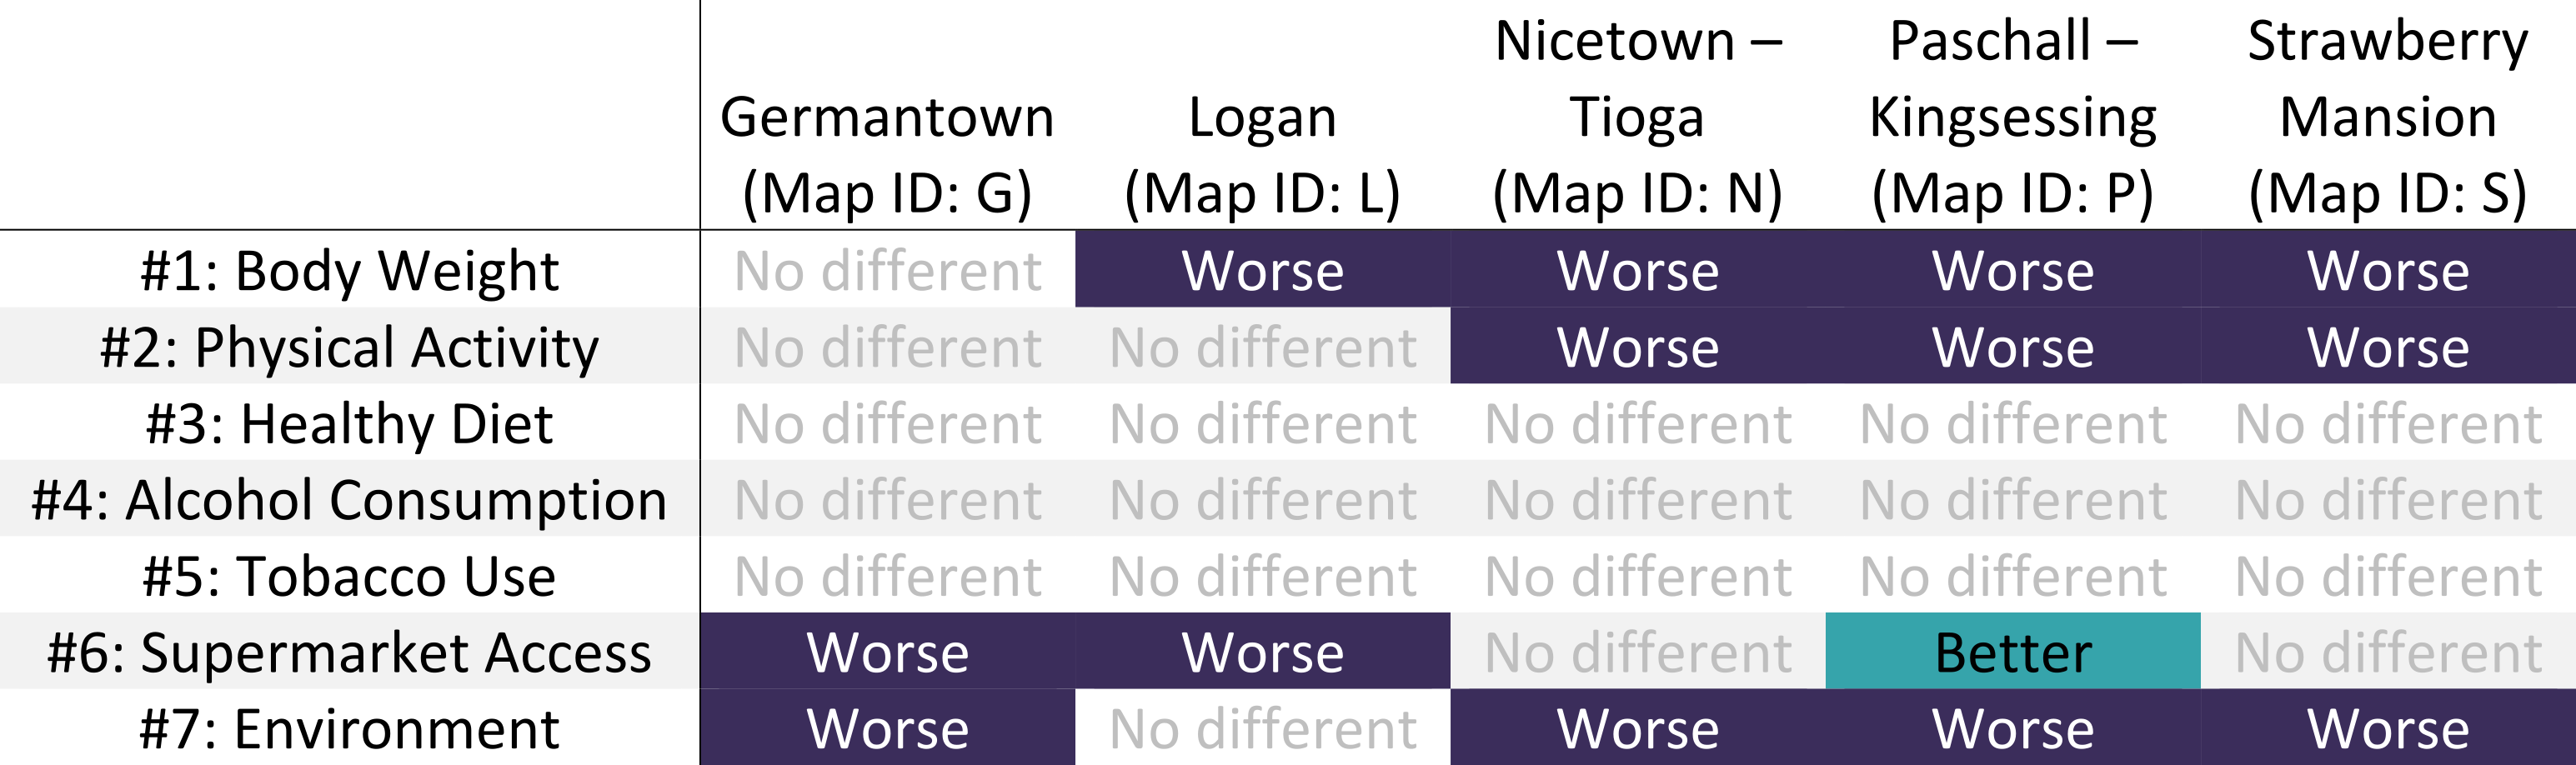 Nicetown – Paschall – Strawberry
Germantown Logan Tioga Kingsessing Mansion
(Map ID: G) (Map ID: L) (Map ID: N) (Map ID: P) (Map ID: S)
#1: Body Weight No different Worse Worse Worse Worse
#2: Physical Activity No different No different Worse Worse Worse
#3: Healthy Diet No different No different No different No different No different
#4: Alcohol Consumption No different No different No different No different No different
#5: Tobacco Use No different No different No different No different No different
#6: Supermarket Access Worse Worse No different Better No different
#7: Environment Worse No different Worse Worse Worse